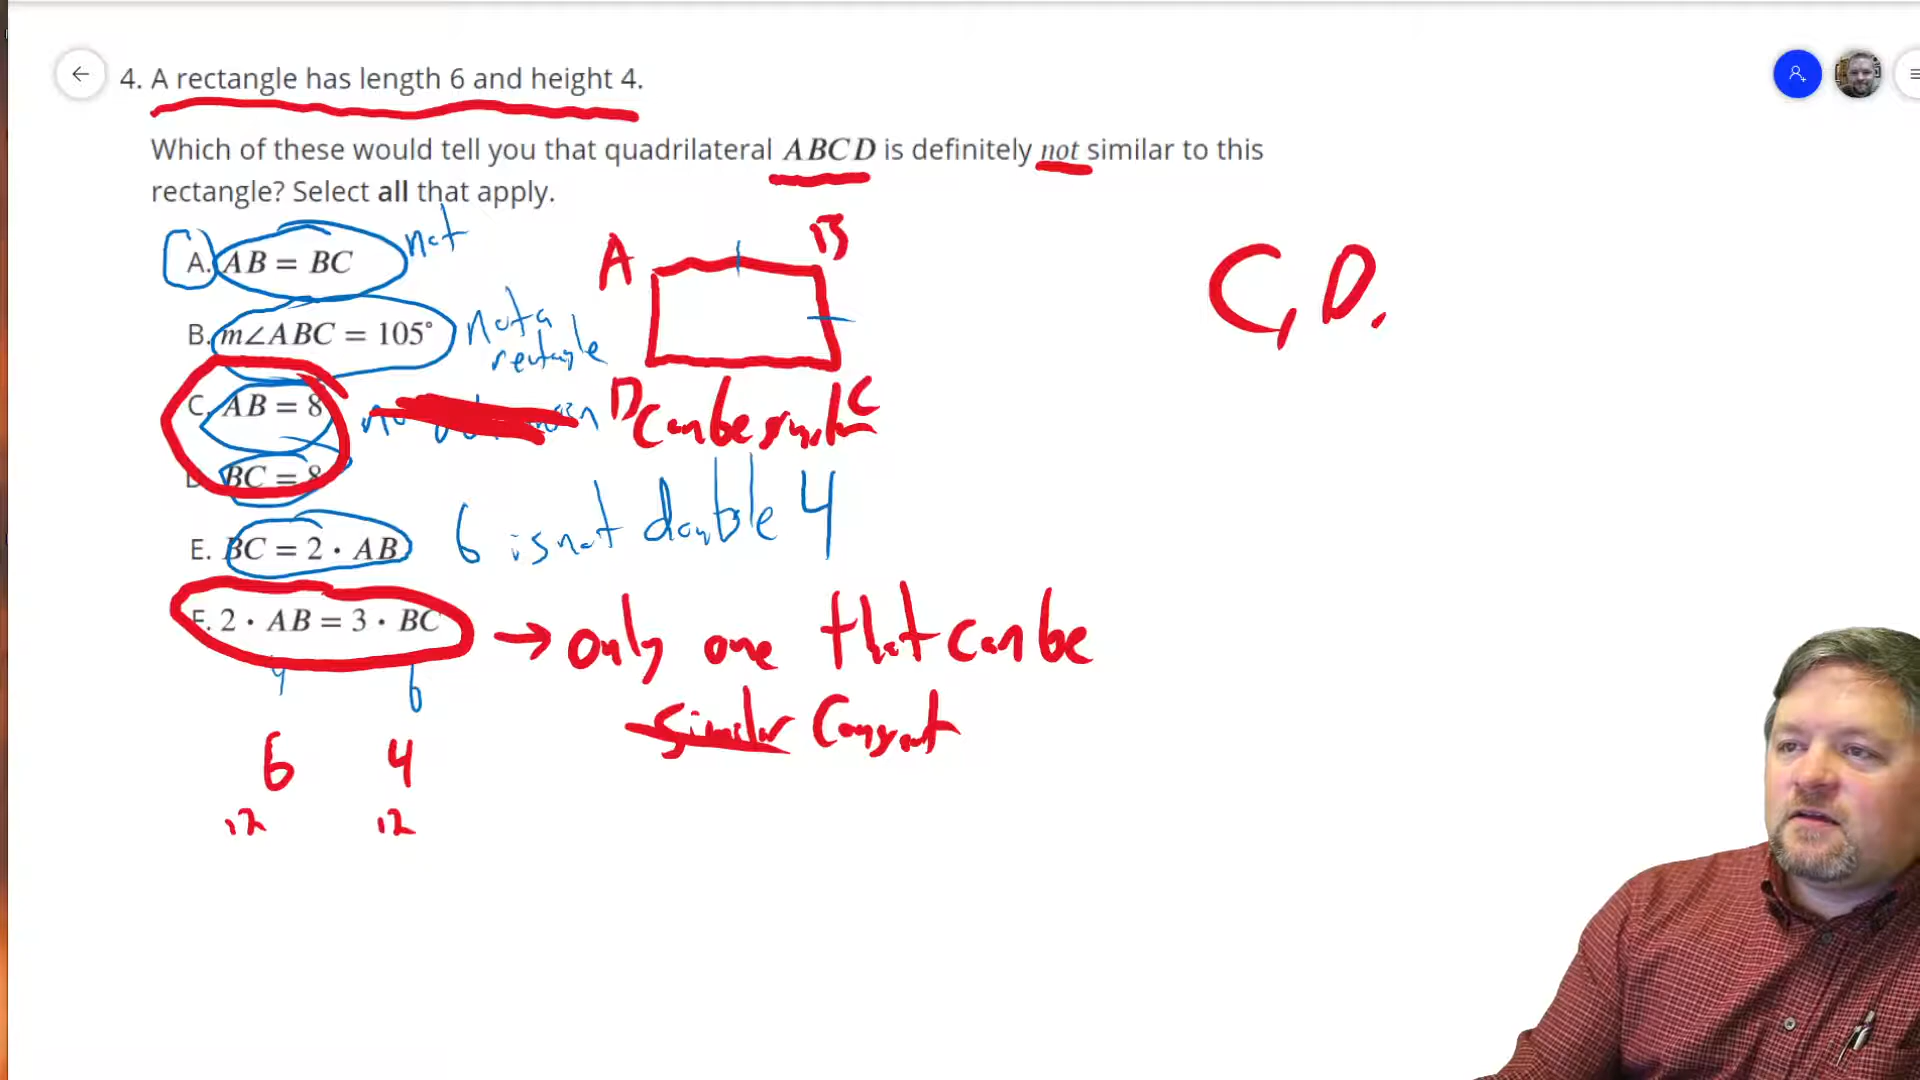 4. A rectangle has length 6 and height 4.
Which of these would tell you that quadrilateral ABCD is definitely not similar to this
rectangle? Select all that apply.
A. AB = BC not
B. m∠ABC = 105° not a
rectangle
C. AB = 8
D. BC = 8
E. BC = 2 · AB 6 is not double 4
F. 2 · AB = 3 · BC → only one that can be
similar
4 6
6 4
12 12
A B
D C
can be similar
C, D.